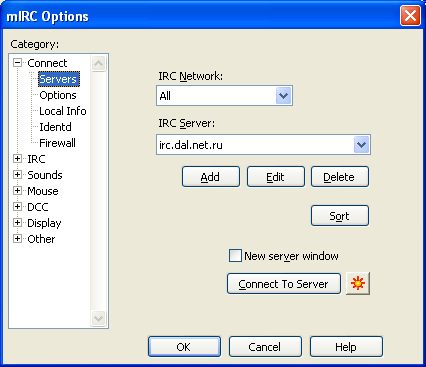 mIRC Options
Category:
Connect
Servers
Options
Local Info
Identd
Firewall
IRC
Sounds
Mouse
DCC
Display
Other
IRC Network:
All
IRC Server:
irc.dal.net.ru
Add Edit Delete
Sort
New server window
Connect To Server
OK Cancel Help